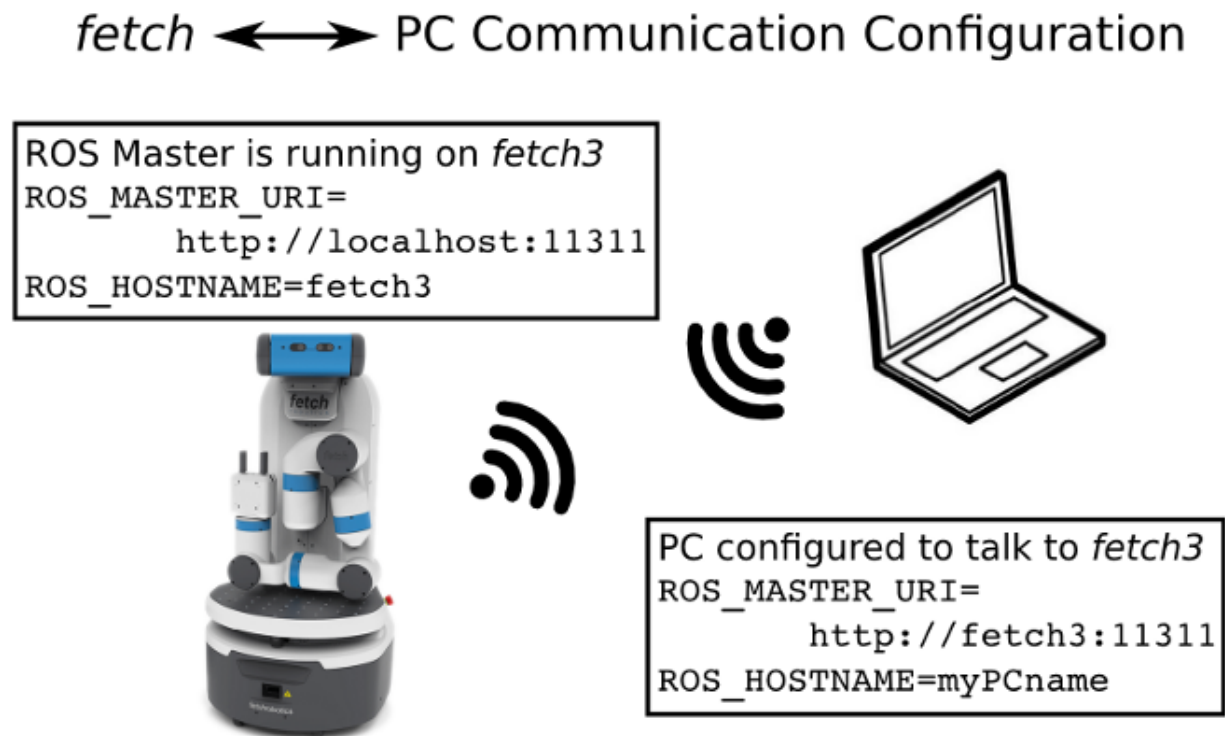 fetch ⟷ PC Communication Configuration
ROS Master is running on fetch3
ROS_MASTER_URI=
http://localhost:11311
ROS_HOSTNAME=fetch3
fetch
fetch
PC configured to talk to fetch3
ROS_MASTER_URI=
http://fetch3:11311
ROS_HOSTNAME=myPCname
fetchrobotics